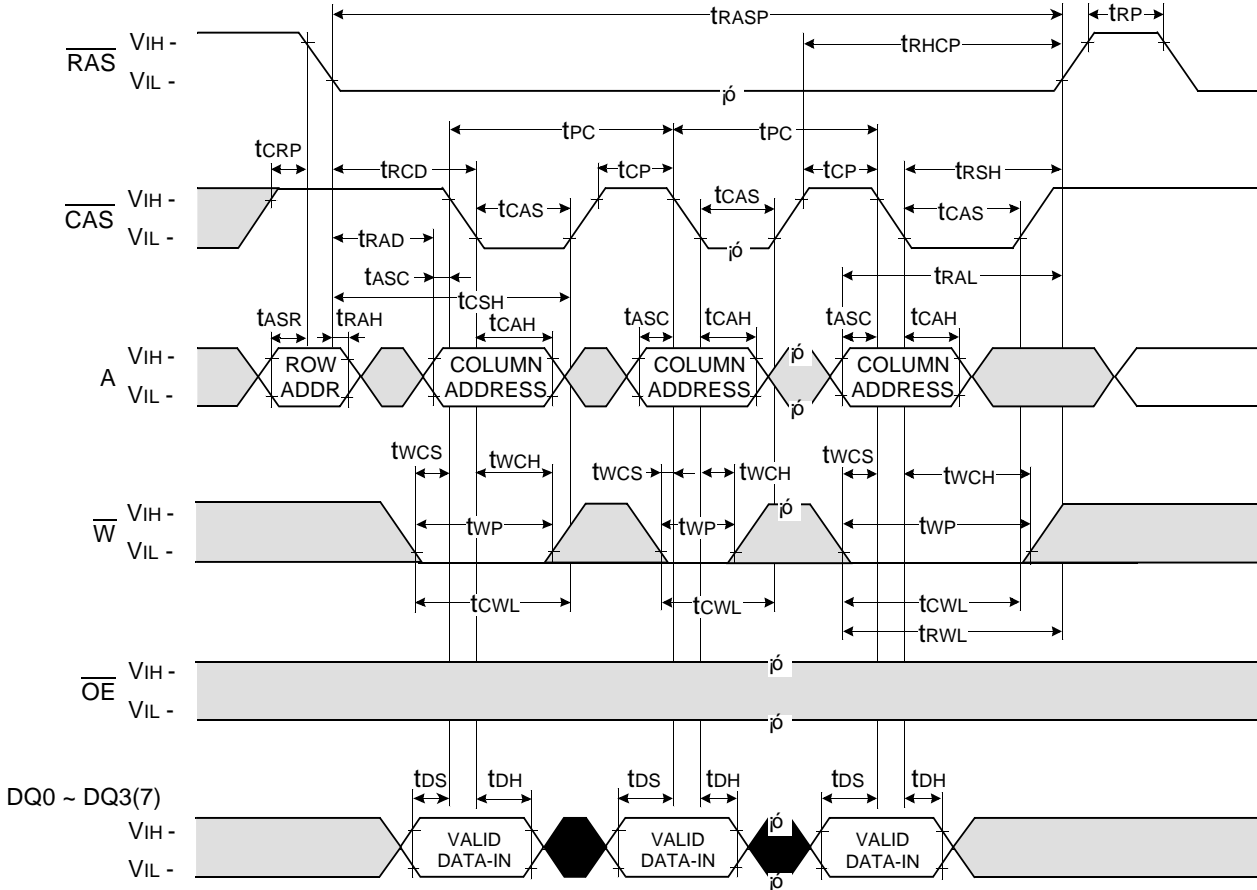 tRASP
tRP
tRHCP
RAS
VIH -
VIL -
¡ó
tCRP
tRCD
tPC
tPC
tCP
tCP
tRSH
CAS
VIH -
VIL -
tCAS
tCAS
tCAS
¡ó
tRAD
tASC
tCSH
tRAL
tASR
tRAH
tCAH
tASC
tCAH
tASC
tCAH
A
VIH -
VIL -
ROW
ADDR
COLUMN
ADDRESS
COLUMN
ADDRESS
¡ó
¡ó
COLUMN
ADDRESS
tWCS
tWCH
tWCS
tWCH
tWCS
tWCH
W
VIH -
VIL -
tWP
tWP
¡ó
tWP
tCWL
tCWL
tCWL
tRWL
OE
VIH -
VIL -
¡ó
¡ó
DQ0 ~ DQ3(7)
VIH -
VIL -
tDS
tDH
tDS
tDH
tDS
tDH
VALID
DATA-IN
VALID
DATA-IN
¡ó
¡ó
VALID
DATA-IN